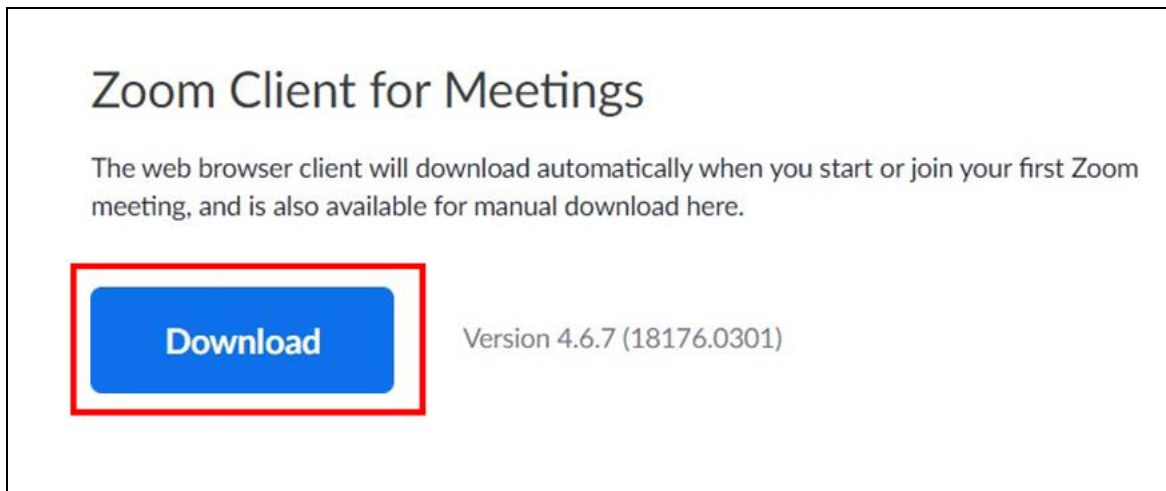 Zoom Client for Meetings
The web browser client will download automatically when you start or join your first Zoom
meeting, and is also available for manual download here.
Download
Version 4.6.7 (18176.0301)